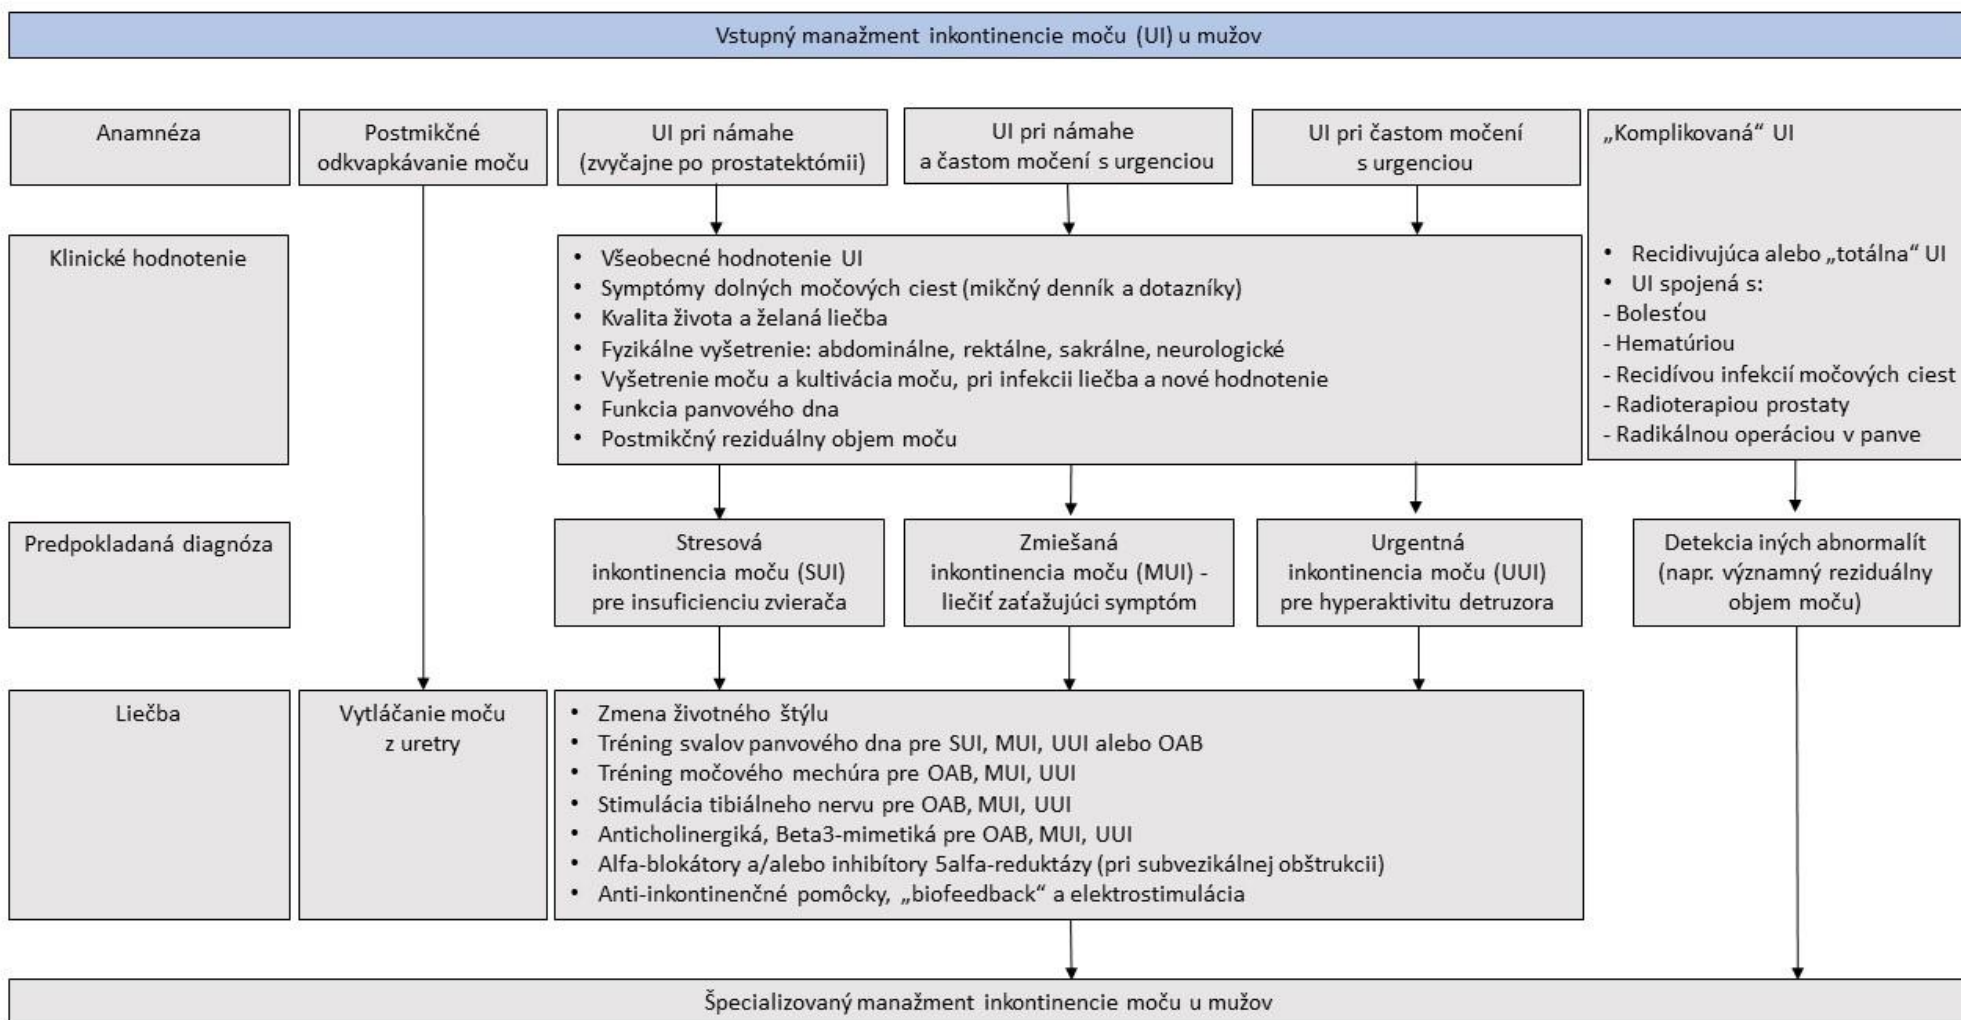 Vstupný manažment inkontinencie moču (UI) u mužov
Anamnéza
Postmikčné
odkvapkávanie moču
UI pri námahe
(zvyčajne po prostatektómii)
UI pri námahe
a častom močení s urgenciou
UI pri častom močení
s urgenciou
„Komplikovaná“ UI
• Recidivujúca alebo „totálna“ UI
• UI spojená s:
- Bolesťou
- Hematúriou
- Recidívou infekcií močových ciest
- Radioterapiou prostaty
- Radikálnou operáciou v panve
Klinické hodnotenie
• Všeobecné hodnotenie UI
• Symptómy dolných močových ciest (mikčný denník a dotazníky)
• Kvalita života a želaná liečba
• Fyzikálne vyšetrenie: abdominálne, rektálne, sakrálne, neurologické
• Vyšetrenie moču a kultivácia moču, pri infekcii liečba a nové hodnotenie
• Funkcia panvového dna
• Postmikčný reziduálny objem moču
Predpokladaná diagnóza
Stresová
inkontinencia moču (SUI)
pre insuficienciu zvierača
Zmiešaná
inkontinencia moču (MUI) -
liečiť zaťažujúci symptóm
Urgentná
inkontinencia moču (UUI)
pre hyperaktivitu detruzora
Detekcia iných abnormalít
(napr. významný reziduálny
objem moču)
Liečba
Vytláčanie moču
z uretry
• Zmena životného štýlu
• Tréning svalov panvového dna pre SUI, MUI, UUI alebo OAB
• Tréning močového mechúra pre OAB, MUI, UUI
• Stimulácia tibiálneho nervu pre OAB, MUI, UUI
• Anticholinergiká, Beta3-mimetiká pre OAB, MUI, UUI
• Alfa-blokátory a/alebo inhibítory 5alfa-reduktázy (pri subvezikálnej obštrukcii)
• Anti-inkontinenčné pomôcky, „biofeedback“ a elektrostimulácia
Špecializovaný manažment inkontinencie moču u mužov